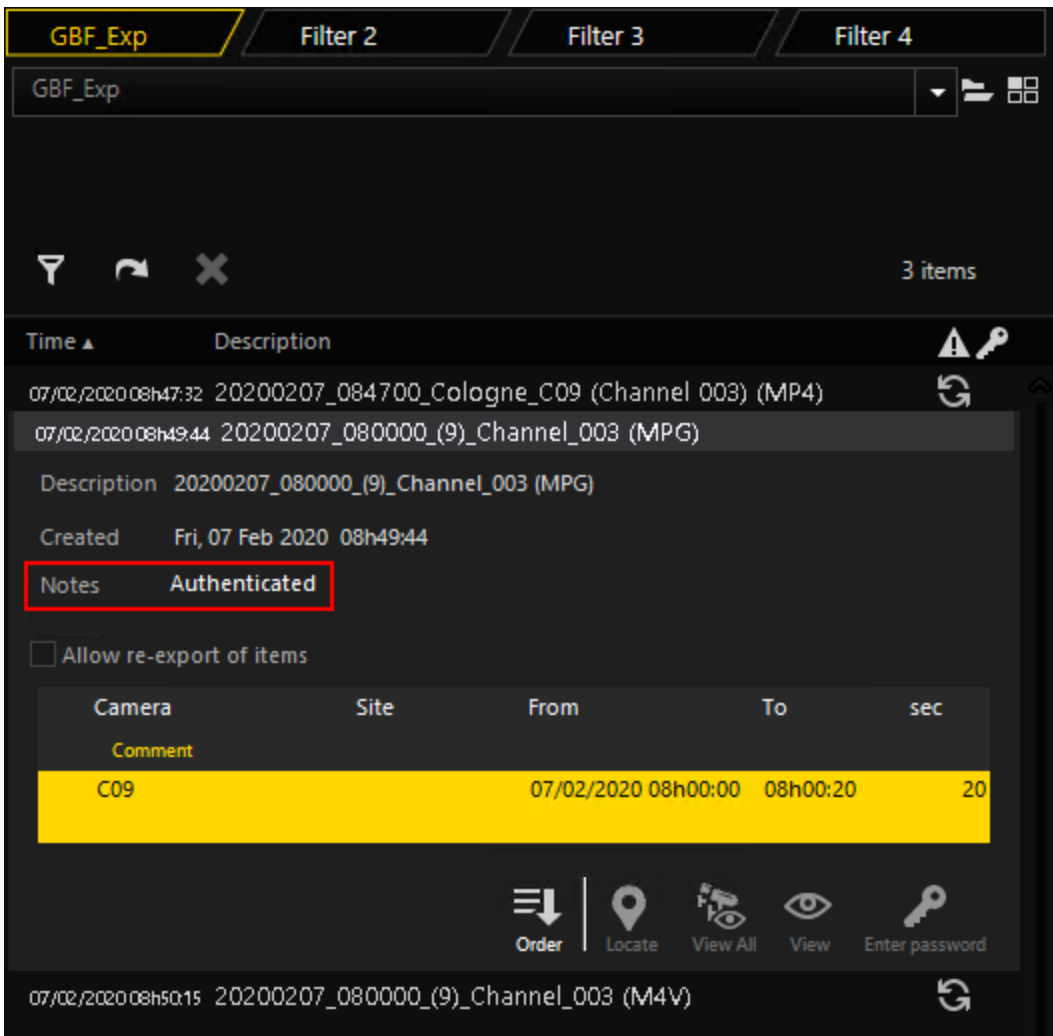 GBF_Exp Filter 2 Filter 3 Filter 4
GBF_Exp
3 items
Time Description
07/02/2020 08h47:32 20200207_084700_Cologne_C09 (Channel 003) (MP4)
07/02/2020 08h49:44 20200207_080000_(9)_Channel_003 (MPG)
Description 20200207_080000_(9)_Channel_003 (MPG)
Created Fri, 07 Feb 2020 08h49:44
Notes Authenticated
Allow re-export of items
Camera Site From To sec
Comment
C09 07/02/2020 08h00:00 08h00:20 20
Order Locate View All View Enter password
07/02/2020 08h50:15 20200207_080000_(9)_Channel_003 (M4V)